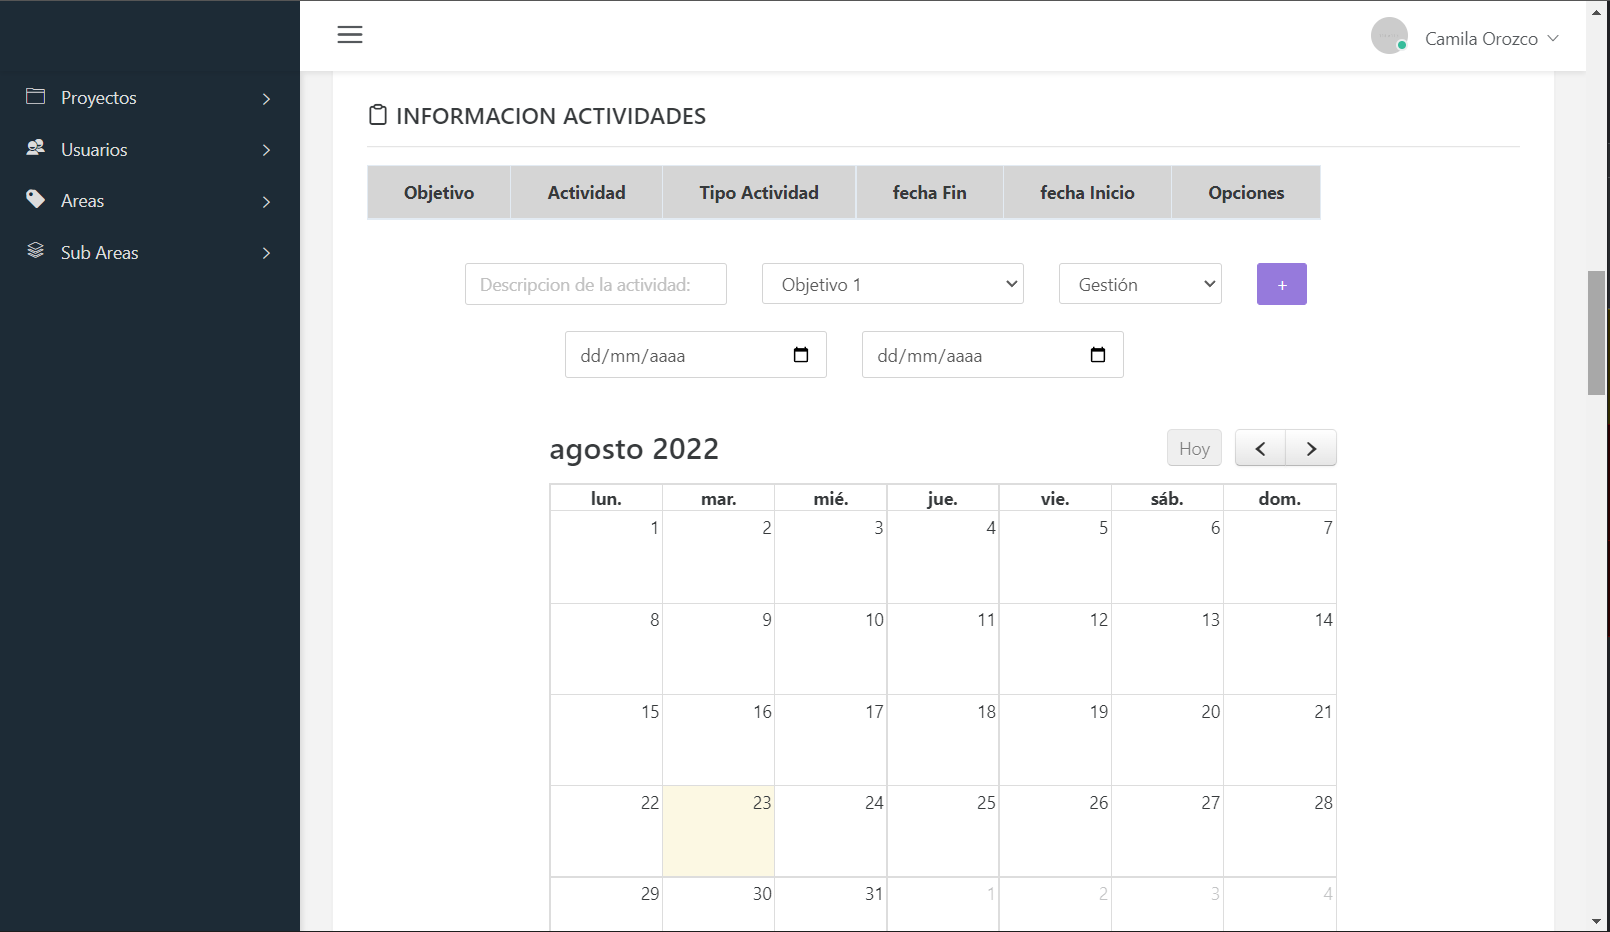 Camila Orozco
Proyectos
Usuarios
Areas
Sub Areas
INFORMACION ACTIVIDADES
Objetivo Actividad Tipo Actividad fecha Fin fecha Inicio Opciones
Descripcion de la actividad: Objetivo 1 Gestión +
dd/mm/aaaa dd/mm/aaaa
agosto 2022 Hoy
lun. mar. mié. jue. vie. sáb. dom.
1 2 3 4 5 6 7
8 9 10 11 12 13 14
15 16 17 18 19 20 21
22 23 24 25 26 27 28
29 30 31 1 2 3 4